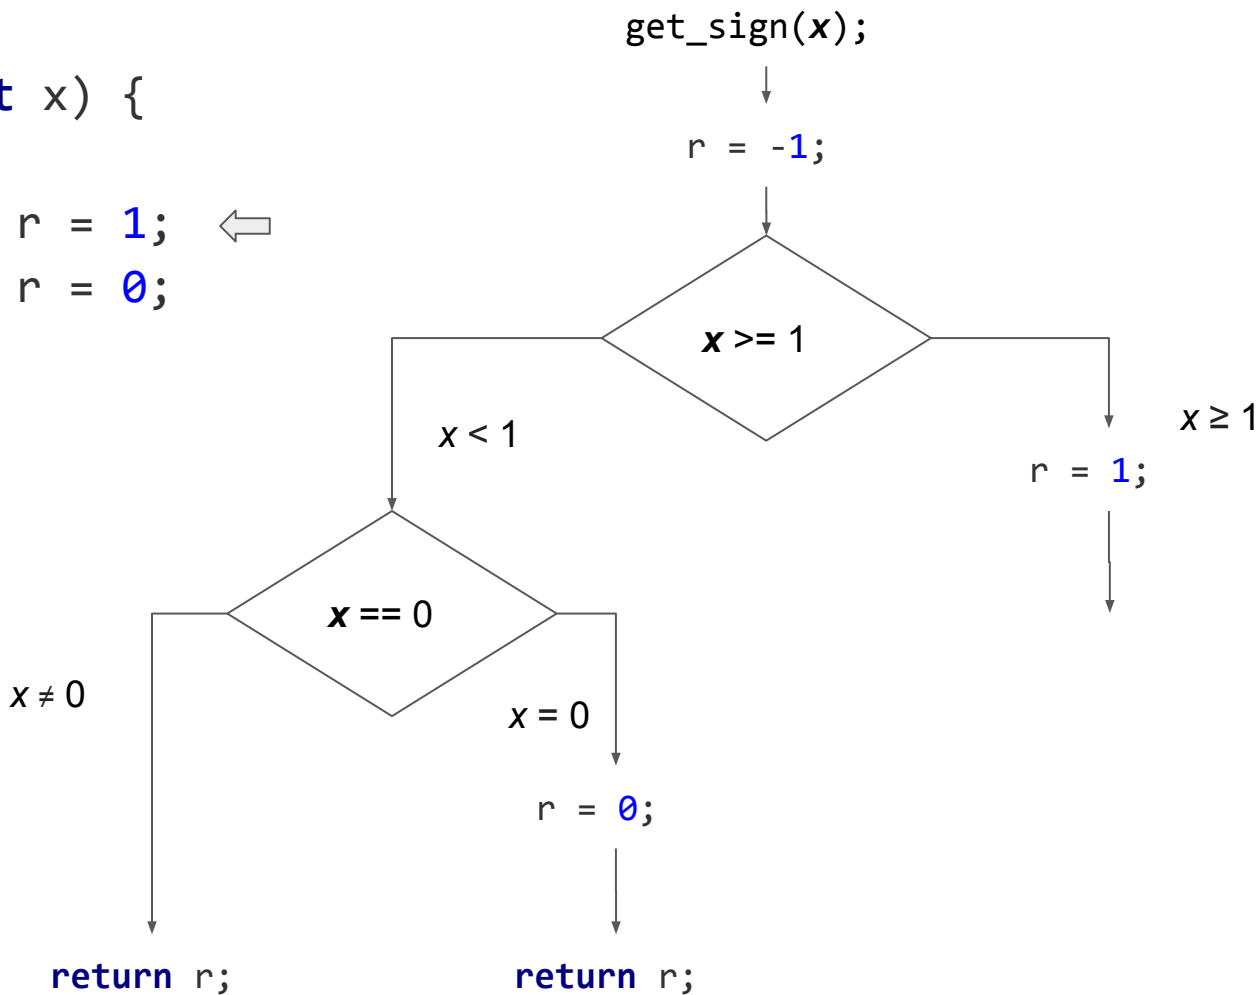 get_sign(x);
t x) {
r = -1;
r = 1;
r = 0;
x >= 1
x < 1
x ≥ 1
r = 1;
x == 0
x ≠ 0
x = 0
r = 0;
return r;
return r;